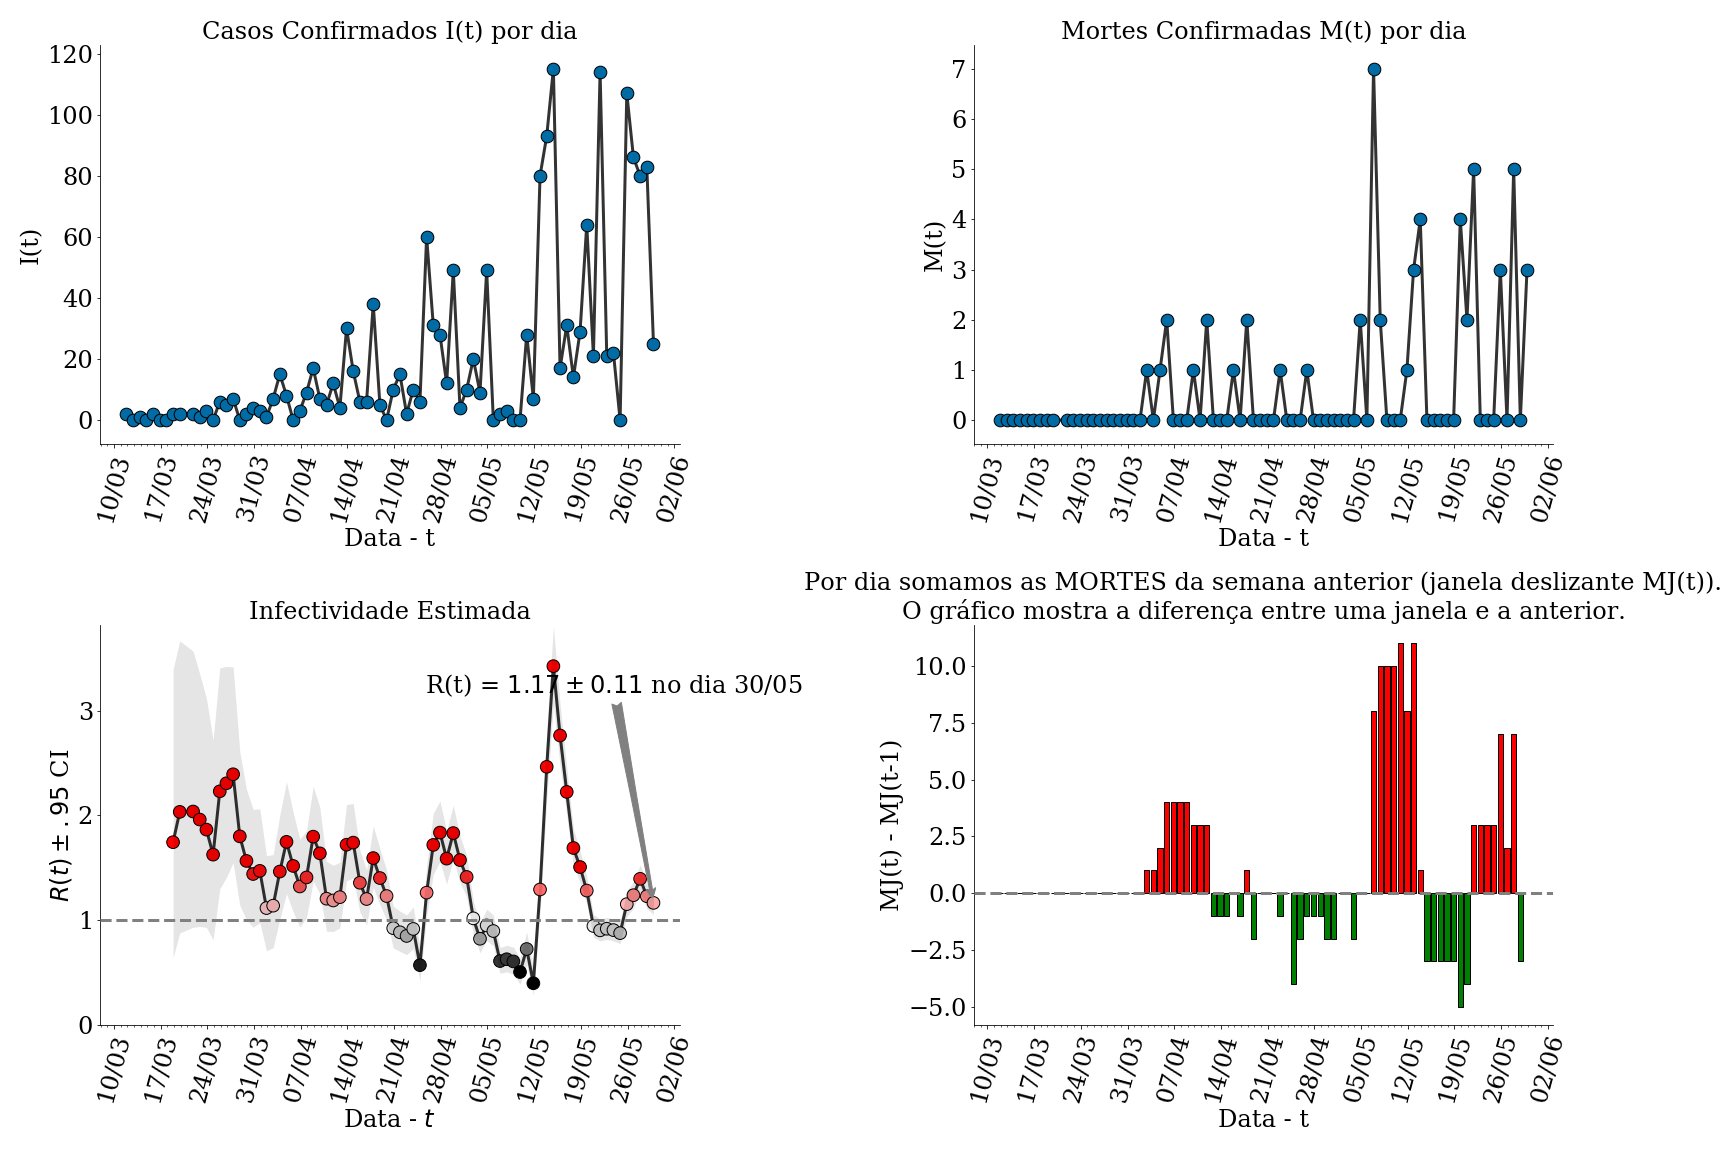 Casos Confirmados I(t) por dia
I(t)
120
100
80
60
40
20
0
10/03 17/03 24/03 31/03 07/04 14/04 21/04 28/04 05/05 12/05 19/05 26/05 02/06
Data - t
Mortes Confirmadas M(t) por dia
M(t)
7
6
5
4
3
2
1
0
10/03 17/03 24/03 31/03 07/04 14/04 21/04 28/04 05/05 12/05 19/05 26/05 02/06
Data - t
Infectividade Estimada
R(t) = 1.17 ± 0.11 no dia 30/05
R(t) ± .95 CI
3
2
1
0
10/03 17/03 24/03 31/03 07/04 14/04 21/04 28/04 05/05 12/05 19/05 26/05 02/06
Data - t
Por dia somamos as MORTES da semana anterior (janela deslizante MJ(t)).
O gráfico mostra a diferença entre uma janela e a anterior.
MJ(t) - MJ(t-1)
10.0
7.5
5.0
2.5
0.0
−2.5
−5.0
10/03 17/03 24/03 31/03 07/04 14/04 21/04 28/04 05/05 12/05 19/05 26/05 02/06
Data - t